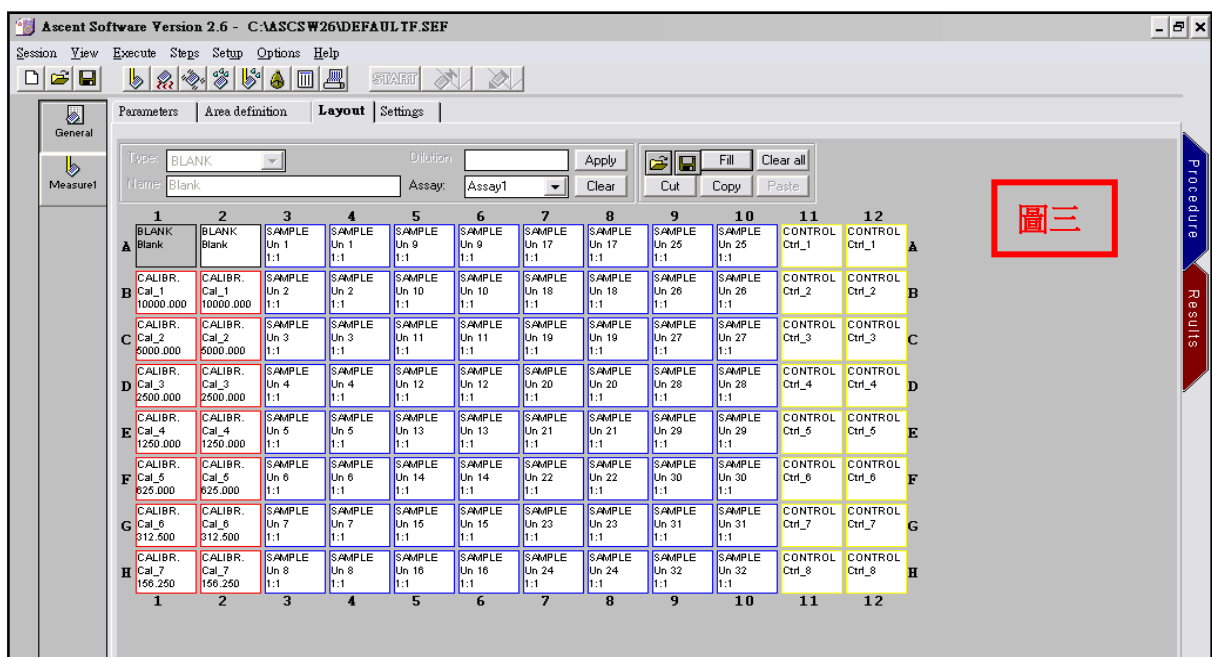 Ascent Software Version 2.6 - C:\ASCSW26\DEFAULTF.SEF
Session View Execute Steps Setup Options Help
START
General
Measure1
Parameters Area definition Layout Settings
Type: BLANK Dilution Apply Fill Clear all
Name Blank Assay: Assay1 Clear Cut Copy Paste
圖三
Procedure
Results
1 2 3 4 5 6 7 8 9 10 11 12
BLANK BLANK SAMPLE SAMPLE SAMPLE SAMPLE SAMPLE SAMPLE SAMPLE SAMPLE CONTROL CONTROL
A Blank Blank Un 1 Un 1 Un 9 Un 9 Un 17 Un 17 Un 25 Un 25 Ctrl_1 Ctrl_1 A
1:1 1:1 1:1 1:1 1:1 1:1 1:1 1:1
CALIBR. CALIBR. SAMPLE SAMPLE SAMPLE SAMPLE SAMPLE SAMPLE SAMPLE SAMPLE CONTROL CONTROL
B Cal_1 Cal_1 Un 2 Un 2 Un 10 Un 10 Un 18 Un 18 Un 26 Un 26 Ctrl_2 Ctrl_2 B
10000.000 10000.000 1:1 1:1 1:1 1:1 1:1 1:1 1:1 1:1
CALIBR. CALIBR. SAMPLE SAMPLE SAMPLE SAMPLE SAMPLE SAMPLE SAMPLE SAMPLE CONTROL CONTROL
C Cal_2 Cal_2 Un 3 Un 3 Un 11 Un 11 Un 19 Un 19 Un 27 Un 27 Ctrl_3 Ctrl_3 C
5000.000 5000.000 1:1 1:1 1:1 1:1 1:1 1:1 1:1 1:1
CALIBR. CALIBR. SAMPLE SAMPLE SAMPLE SAMPLE SAMPLE SAMPLE SAMPLE SAMPLE CONTROL CONTROL
D Cal_3 Cal_3 Un 4 Un 4 Un 12 Un 12 Un 20 Un 20 Un 28 Un 28 Ctrl_4 Ctrl_4 D
2500.000 2500.000 1:1 1:1 1:1 1:1 1:1 1:1 1:1 1:1
CALIBR. CALIBR. SAMPLE SAMPLE SAMPLE SAMPLE SAMPLE SAMPLE SAMPLE SAMPLE CONTROL CONTROL
E Cal_4 Cal_4 Un 5 Un 5 Un 13 Un 13 Un 21 Un 21 Un 29 Un 29 Ctrl_5 Ctrl_5 E
1250.000 1250.000 1:1 1:1 1:1 1:1 1:1 1:1 1:1 1:1
CALIBR. CALIBR. SAMPLE SAMPLE SAMPLE SAMPLE SAMPLE SAMPLE SAMPLE SAMPLE CONTROL CONTROL
F Cal_5 Cal_5 Un 6 Un 6 Un 14 Un 14 Un 22 Un 22 Un 30 Un 30 Ctrl_6 Ctrl_6 F
625.000 625.000 1:1 1:1 1:1 1:1 1:1 1:1 1:1 1:1
CALIBR. CALIBR. SAMPLE SAMPLE SAMPLE SAMPLE SAMPLE SAMPLE SAMPLE SAMPLE CONTROL CONTROL
G Cal_6 Cal_6 Un 7 Un 7 Un 15 Un 15 Un 23 Un 23 Un 31 Un 31 Ctrl_7 Ctrl_7 G
312.500 312.500 1:1 1:1 1:1 1:1 1:1 1:1 1:1 1:1
CALIBR. CALIBR. SAMPLE SAMPLE SAMPLE SAMPLE SAMPLE SAMPLE SAMPLE SAMPLE CONTROL CONTROL
H Cal_7 Cal_7 Un 8 Un 8 Un 16 Un 16 Un 24 Un 24 Un 32 Un 32 Ctrl_8 Ctrl_8 H
156.250 156.250 1:1 1:1 1:1 1:1 1:1 1:1 1:1 1:1
1 2 3 4 5 6 7 8 9 10 11 12